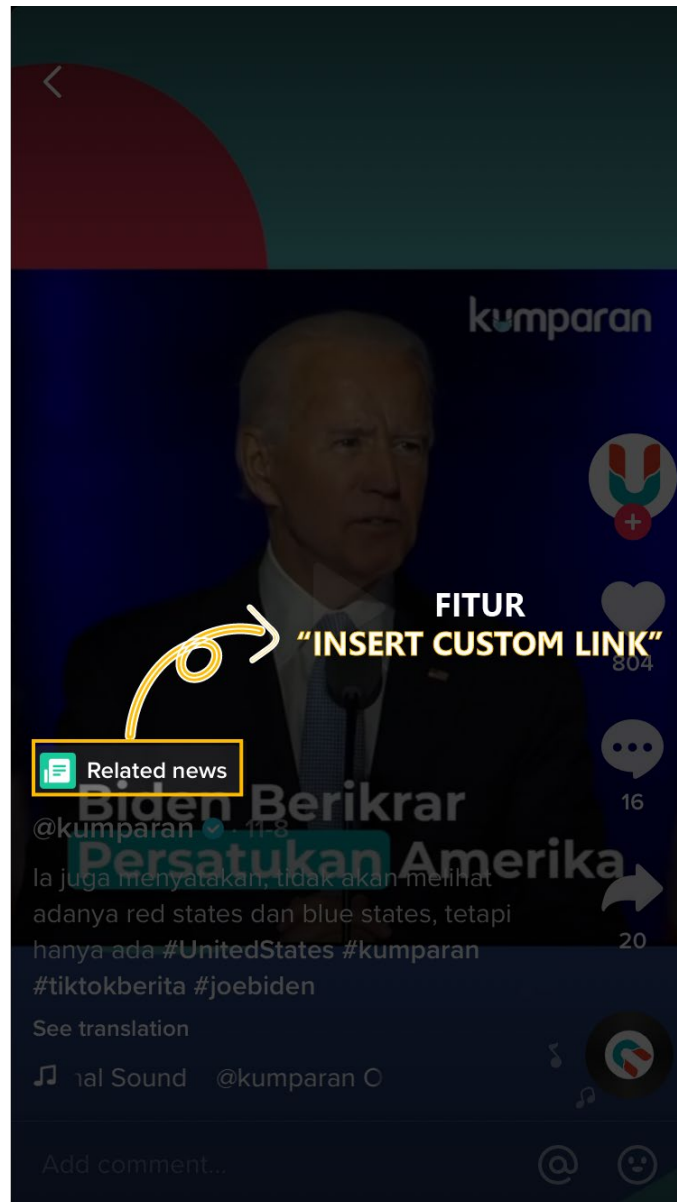 kumparan
FITUR
“INSERT CUSTOM LINK”
804
Related news
16
Biden Berikrar
@kumparan · 11-8
Persatukan Amerika
Ia juga menyatakan, tidak akan melihat
adanya red states dan blue states, tetapi
hanya ada #UnitedStates #kumparan
20
#tiktokberita #joebiden
See translation
nal Sound @kumparan O
Add comment...